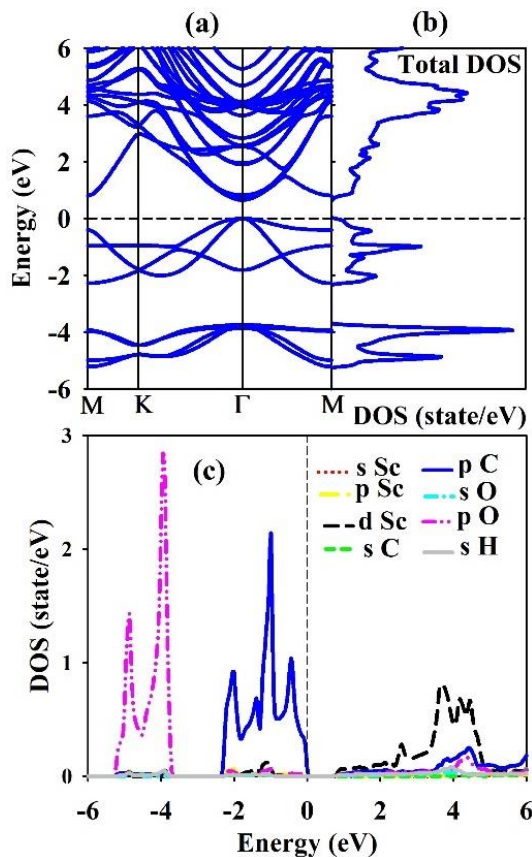 (a)
(b)
Total DOS
6
4
2
0
-2
-4
-6
Energy (eV)
M K Γ M
DOS (state/eV)
(c)
s Sc
p Sc
d Sc
s C
p C
s O
p O
s H
3
2
1
0
DOS (state/eV)
-6 -4 -2 0 2 4 6
Energy (eV)